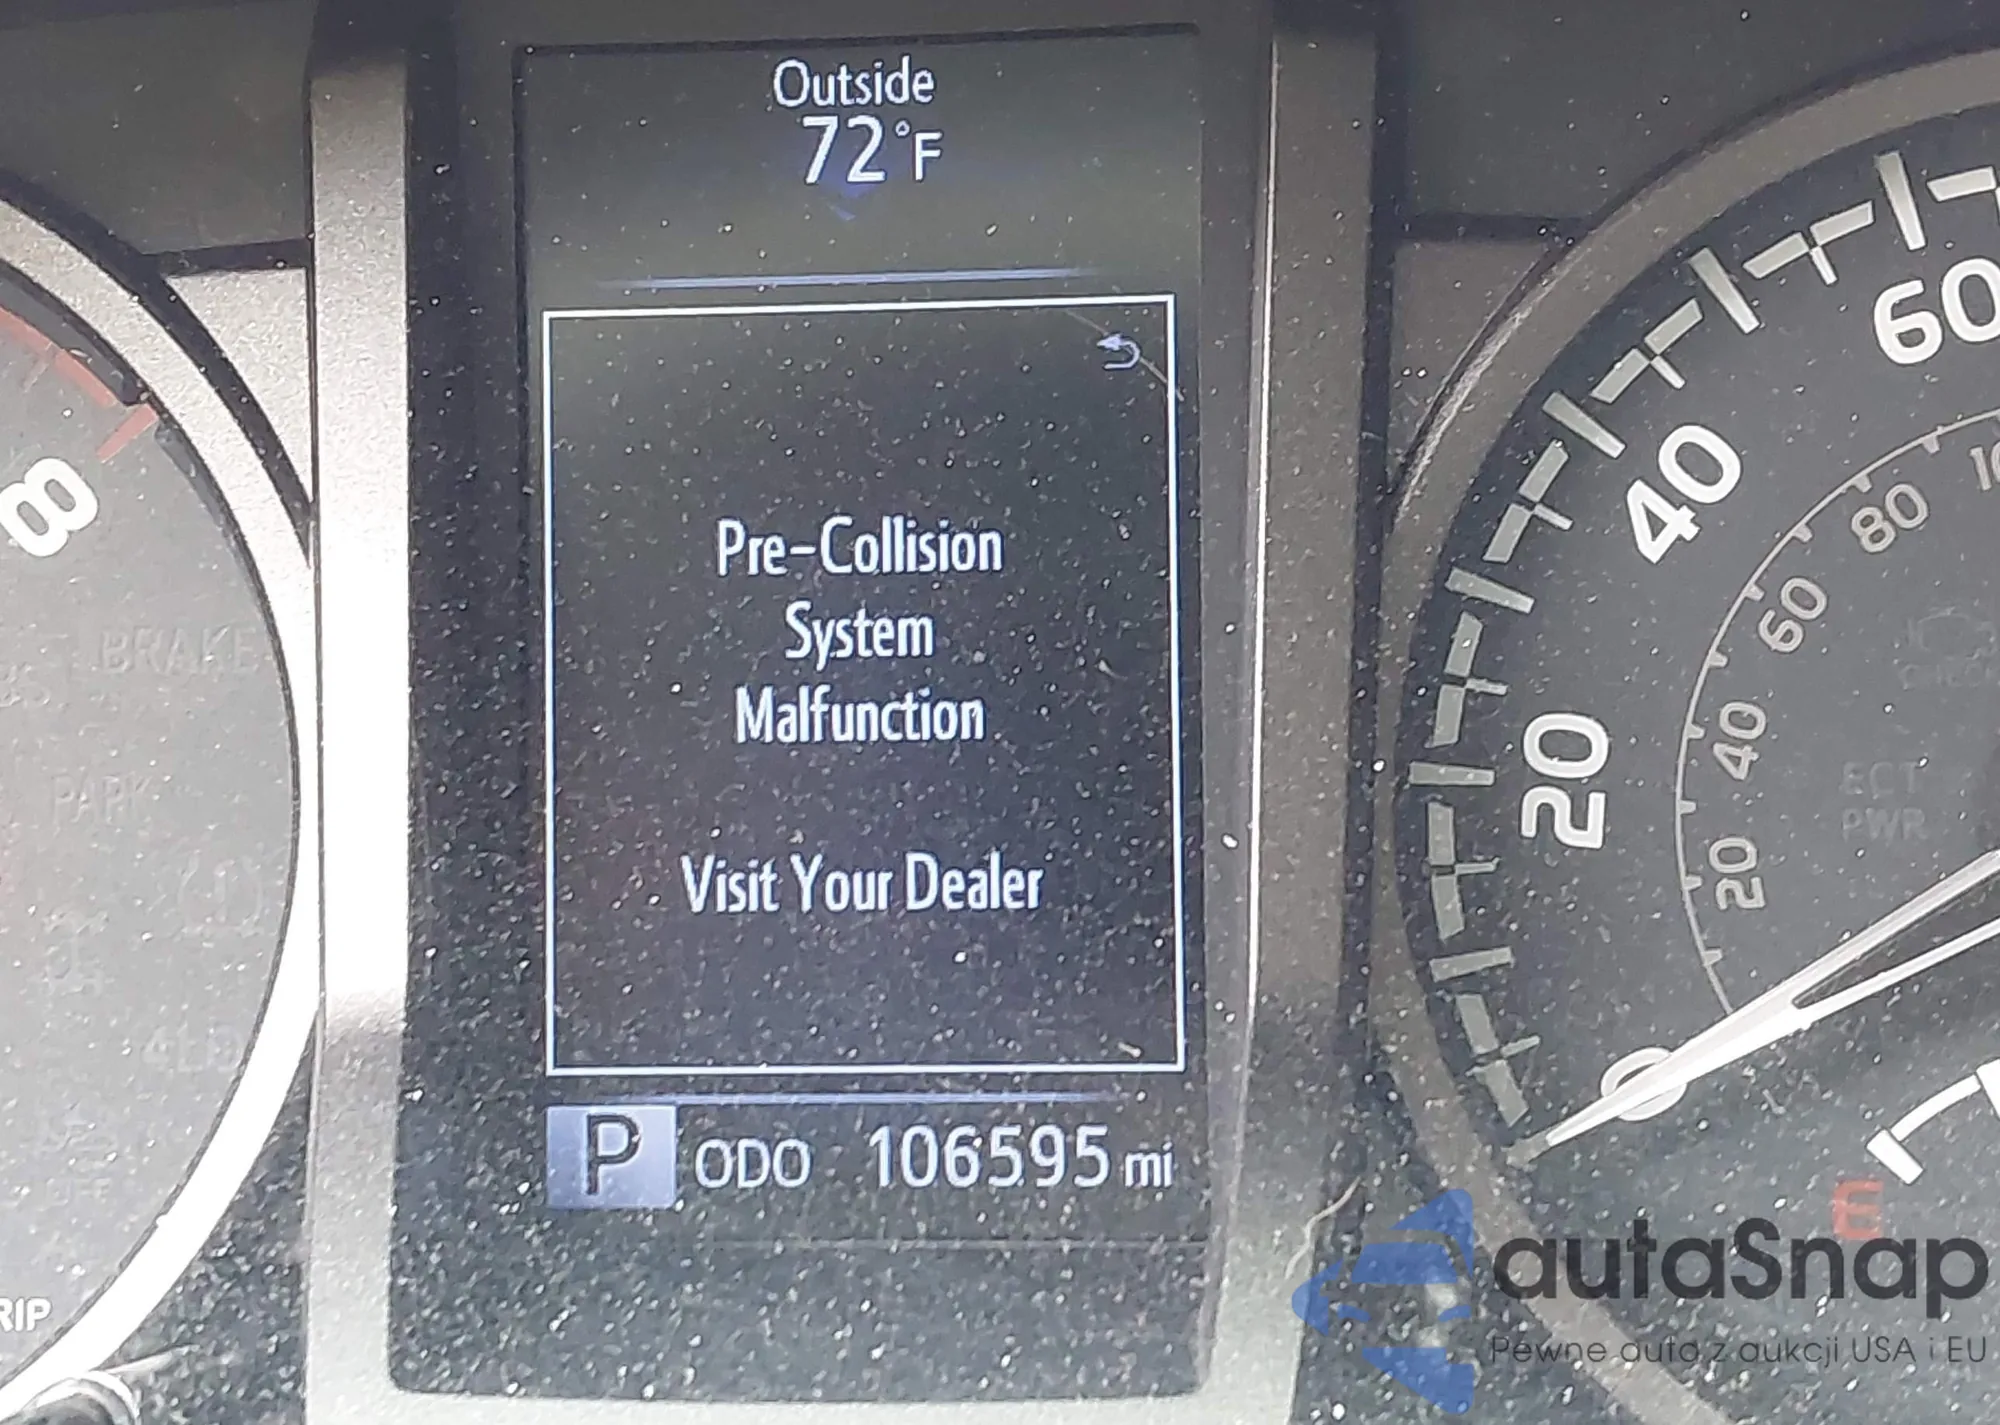 Outside
72°F
Pre-Collision
System
Malfunction
Visit Your Dealer
P ODO 106595 mi
8
BRAKE
PARK
RIP
60
40
20
80
60
40
20
ECT
PWR
E
autaSnap
Pewne auta z aukcji USA i EU